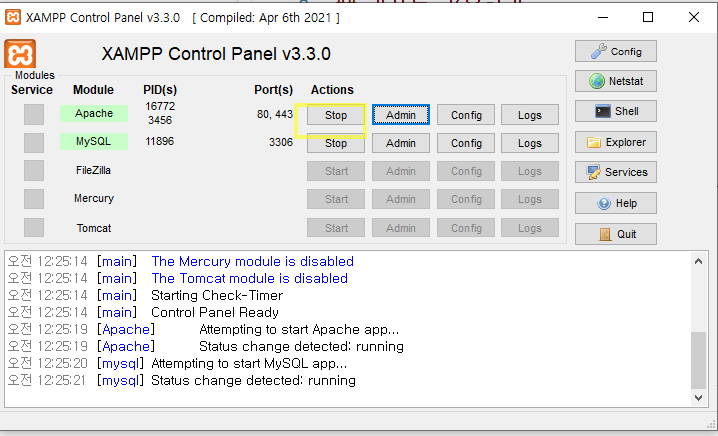 XAMPP Control Panel v3.3.0 [ Compiled: Apr 6th 2021 ]
XAMPP Control Panel v3.3.0
Config
Modules
Service Module PID(s) Port(s) Actions
Netstat
Apache 16772 3456 80, 443 Stop Admin Config Logs
Shell
MySQL 11896 3306 Stop Admin Config Logs
Explorer
FileZilla Start Admin Config Logs
Services
Mercury Start Admin Config Logs
Help
Tomcat Start Admin Config Logs
Quit
오전 12:25:14 [main] The Mercury module is disabled
오전 12:25:14 [main] The Tomcat module is disabled
오전 12:25:14 [main] Starting Check-Timer
오전 12:25:14 [main] Control Panel Ready
오전 12:25:19 [Apache] Attempting to start Apache app...
오전 12:25:19 [Apache] Status change detected: running
오전 12:25:20 [mysql] Attempting to start MySQL app...
오전 12:25:21 [mysql] Status change detected: running